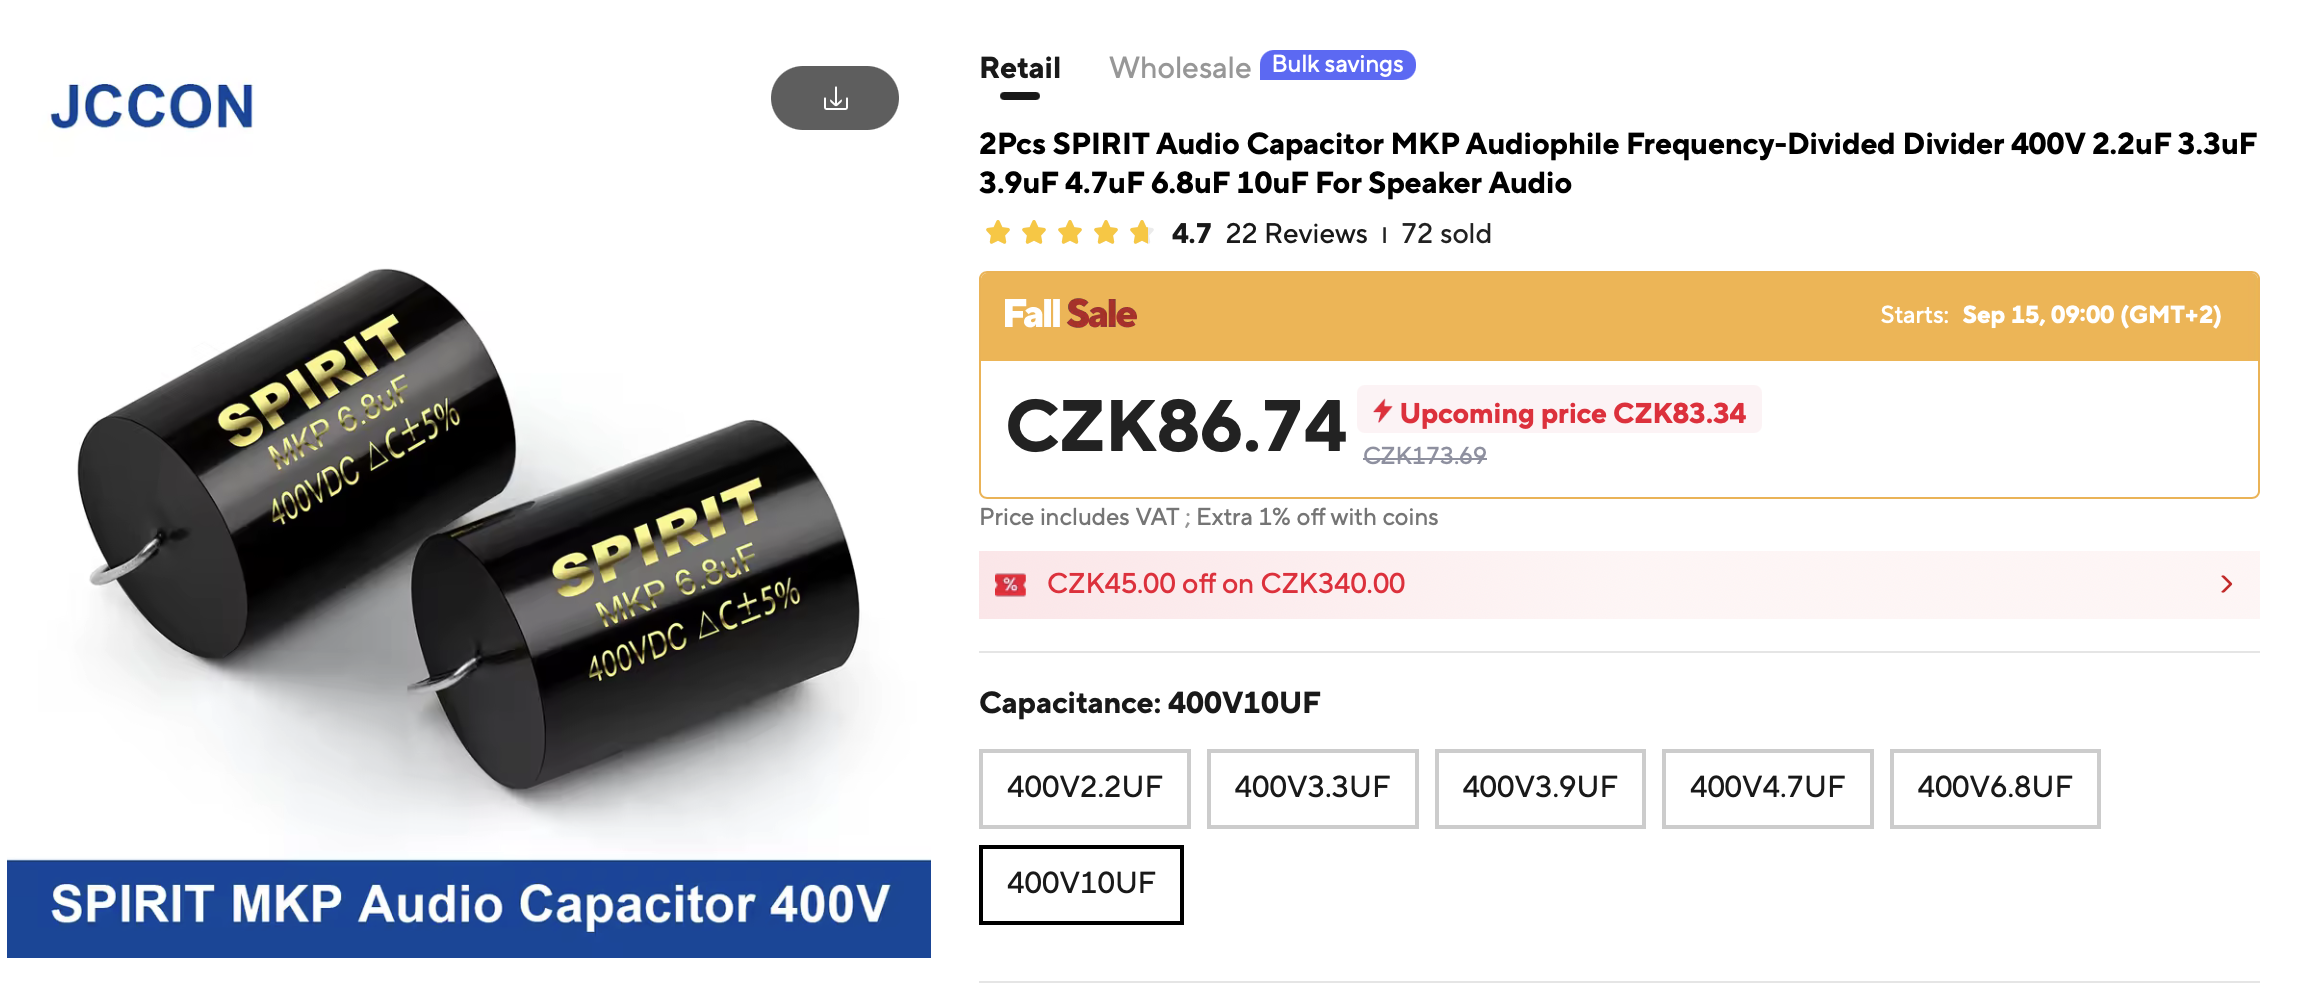 JCCON
SPIRIT
MKP 6.8uF
400VDC △C±5%
SPIRIT
MKP 6.8uF
400VDC △C±5%
SPIRIT MKP Audio Capacitor 400V
Retail
Wholesale
Bulk savings
2Pcs SPIRIT Audio Capacitor MKP Audiophile Frequency-Divided Divider 400V 2.2uF 3.3uF
3.9uF 4.7uF 6.8uF 10uF For Speaker Audio
4.7 22 Reviews | 72 sold
Fall Sale
Starts: Sep 15, 09:00 (GMT+2)
CZK86.74
Upcoming price CZK83.34
CZK173.69
Price includes VAT ; Extra 1% off with coins
% CZK45.00 off on CZK340.00
Capacitance: 400V10UF
400V2.2UF
400V3.3UF
400V3.9UF
400V4.7UF
400V6.8UF
400V10UF